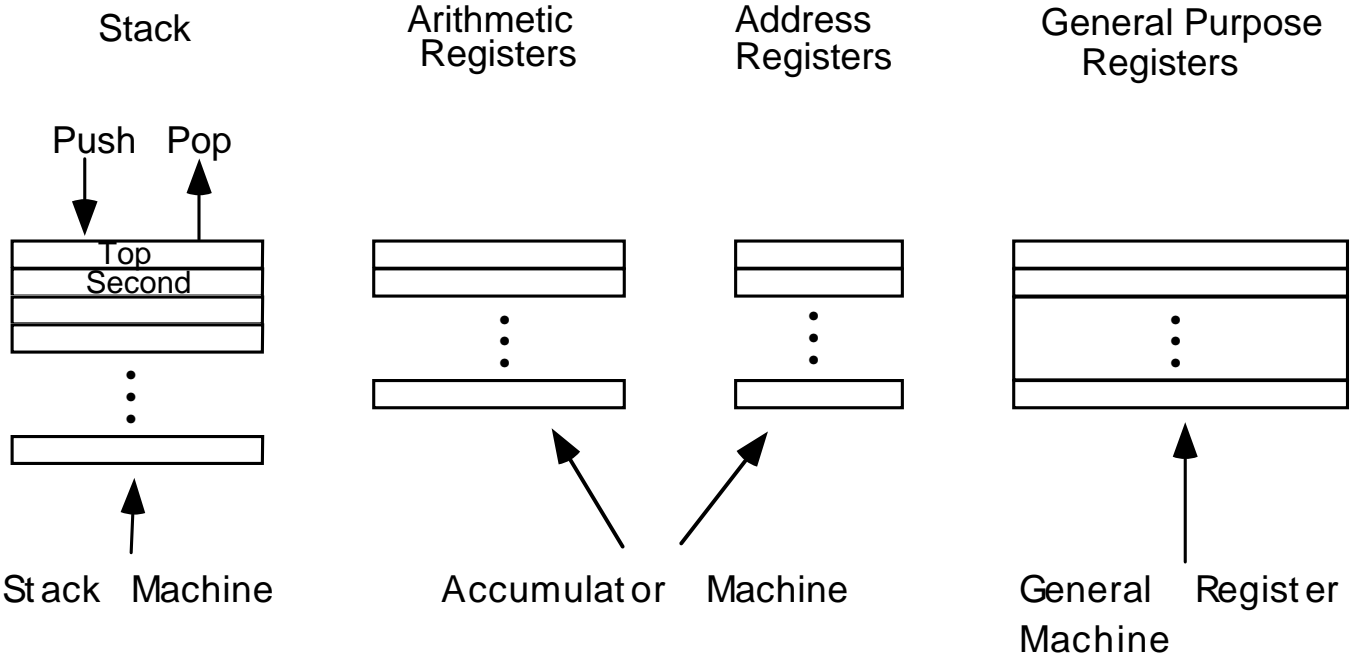 Stack
Arithmetic
Registers
Address
Registers
General Purpose
Registers
Push Pop
Top
Second
Stack Machine
Accumulator Machine
General Register
Machine